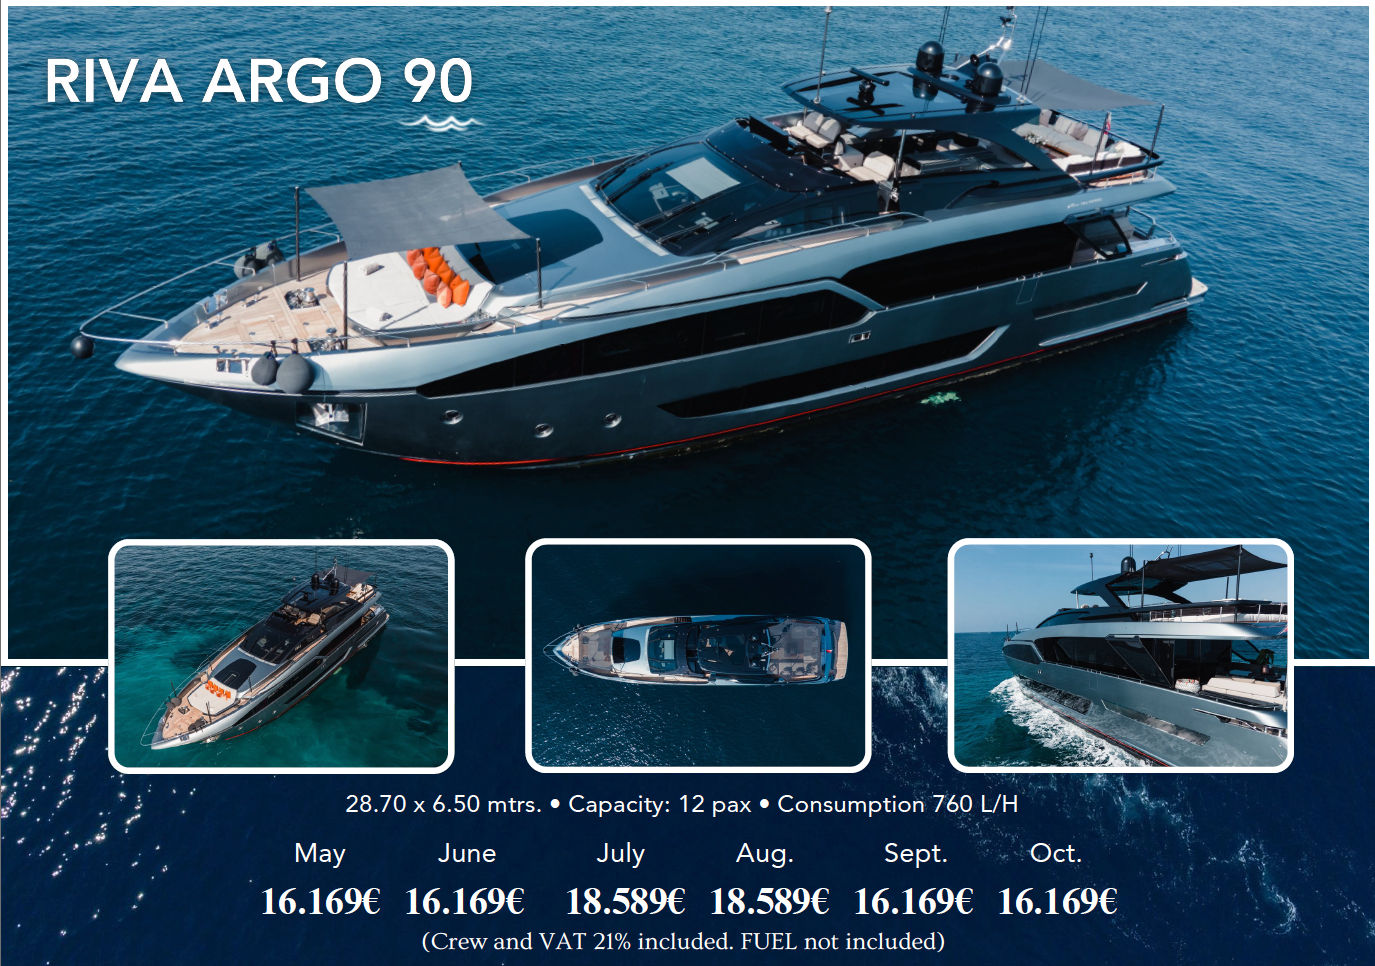 RIVA ARGO 90
28.70 x 6.50 mtrs. • Capacity: 12 pax • Consumption 760 L/H
May June July Aug. Sept. Oct.
16.169€ 16.169€ 18.589€ 18.589€ 16.169€ 16.169€
(Crew and VAT 21% included. FUEL not included)